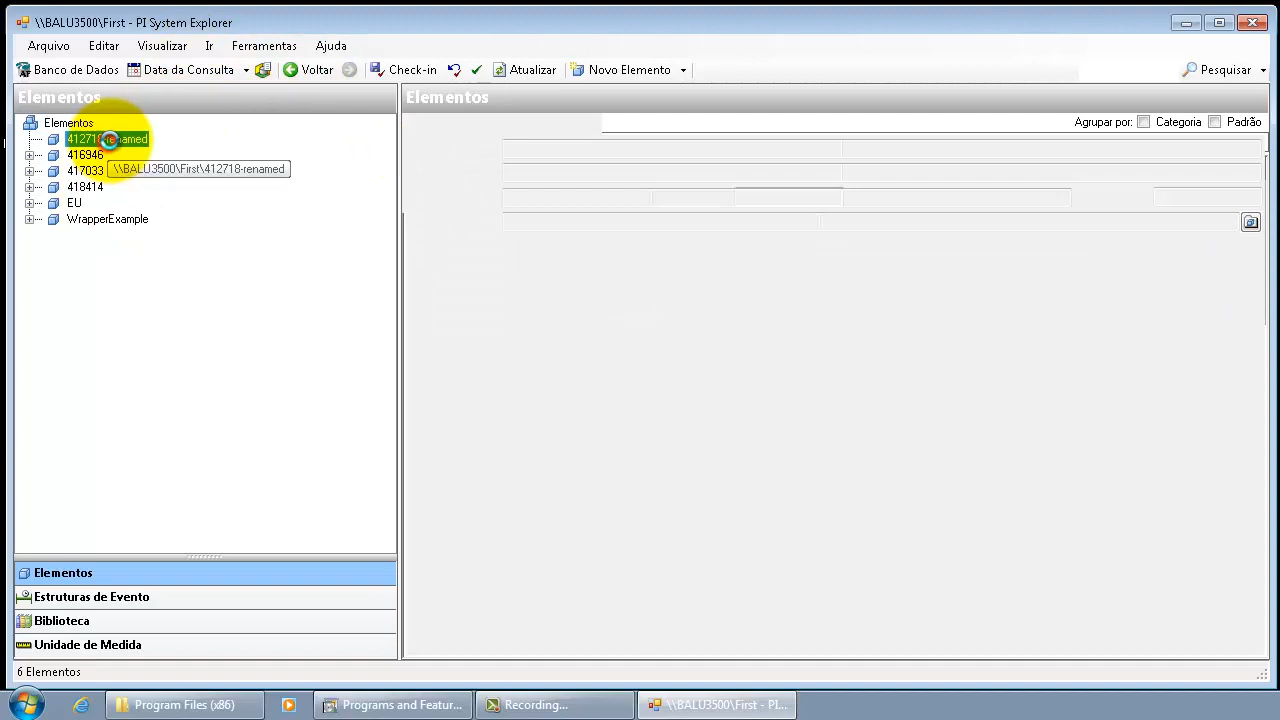 \\BALU3500\First - PI System Explorer
Arquivo Editar Visualizar Ir Ferramentas Ajuda
Banco de Dados Data da Consulta Voltar Check-in Atualizar Novo Elemento Pesquisar
Elementos
Elementos
412718-renamed
416946
417033
418414
EU
WrapperExample
\\BALU3500\First\412718-renamed
Elementos
Agrupar por: Categoria Padrão
Elementos
Estruturas de Evento
Biblioteca
Unidade de Medida
6 Elementos
Program Files (x86) Programs and Featur... Recording... \\BALU3500\First - PI...